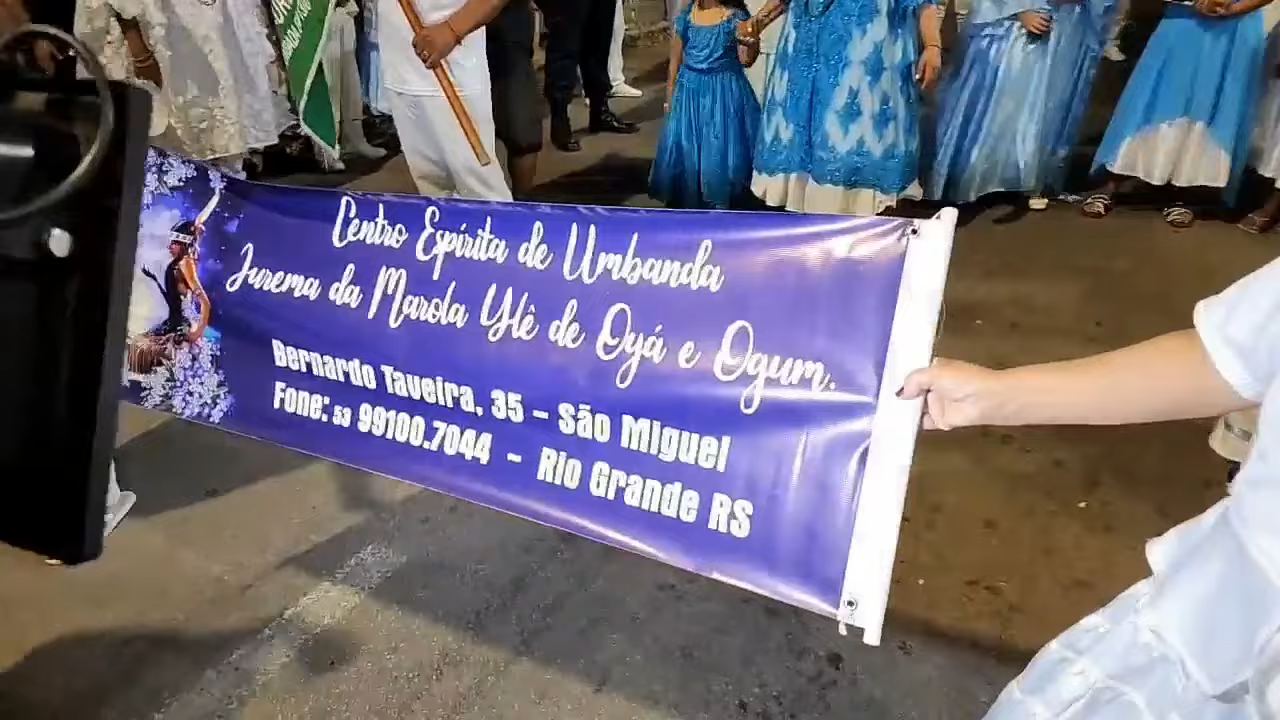 Centro Espírita de Umbanda
Jurema da Marola Ylê de Oyá e Ogum.
Bernardo Taveira, 35 – São Miguel
Fone: 53 99100.7044 – Rio Grande RS